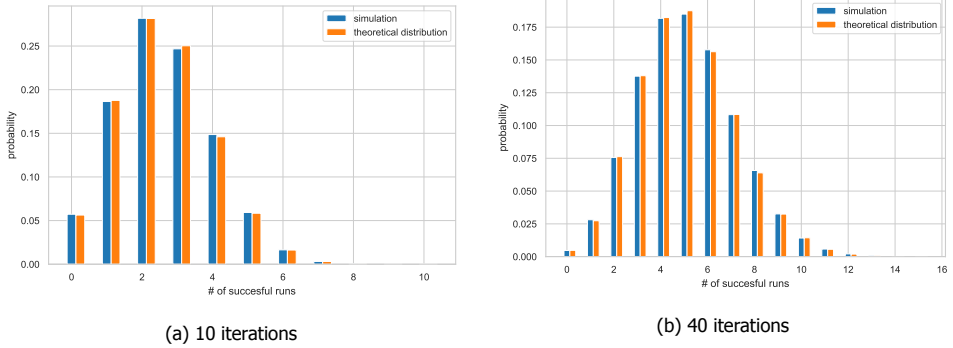 simulation
theoretical distribution
0.25
0.20
0.15
0.10
0.05
0.00
probability
0 2 4 6 8 10
# of succesful runs
(a) 10 iterations
simulation
theoretical distribution
0.175
0.150
0.125
0.100
0.075
0.050
0.025
0.000
probability
0 2 4 6 8 10 12 14 16
# of succesful runs
(b) 40 iterations